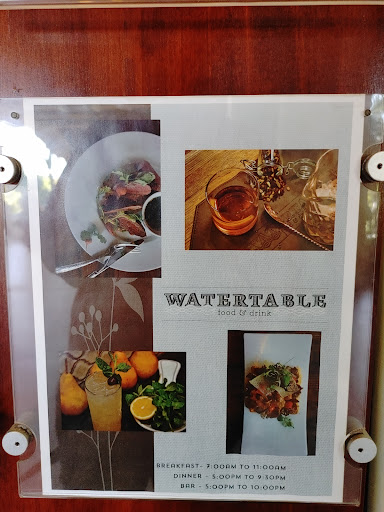 WATERTABLE
food & drink
BREAKFAST- 7:00AM TO 11:00AM
DINNER - 5:00PM TO 9:30PM
BAR - 5:00PM TO 10:00PM